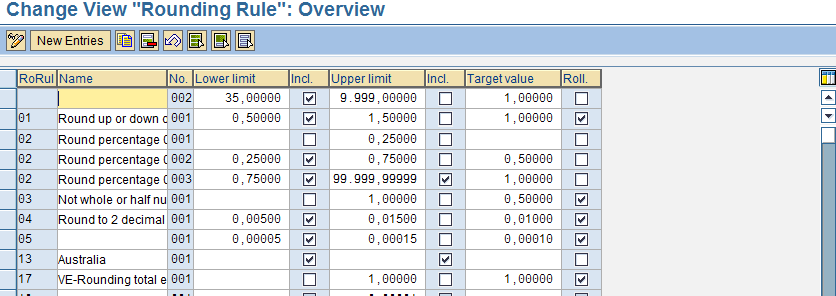 Change View "Rounding Rule": Overview
New Entries
RoRul Name No. Lower limit Incl. Upper limit Incl. Target value Roll.
002 35,00000 9.999,00000 1,00000
01 Round up or down 001 0,50000 1,50000 1,00000
02 Round percentage 001 0,25000
02 Round percentage 002 0,25000 0,75000 0,50000
02 Round percentage 003 0,75000 99.999,99999 1,00000
03 Not whole or half nu 001 1,00000 0,50000
04 Round to 2 decimal 001 0,00500 0,01500 0,01000
05 001 0,00005 0,00015 0,00010
13 Australia 001
17 VE-Rounding total e 001 1,00000 1,00000